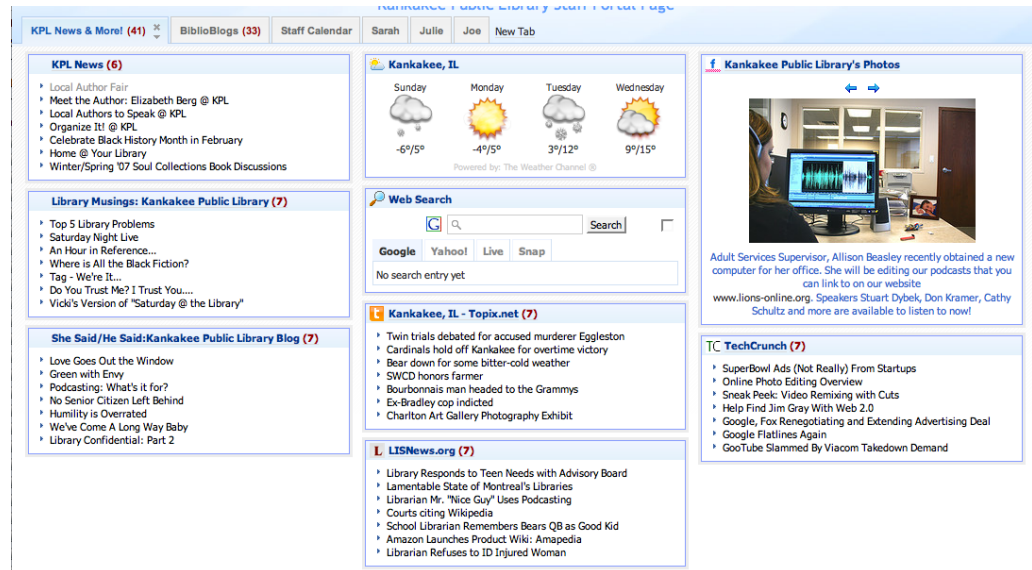 Kankakee Public Library Staff Portal Page
KPL News & More! (41)
BiblioBlogs (33)
Staff Calendar
Sarah
Julie
Joe
New Tab
KPL News (6)
Local Author Fair
Meet the Author: Elizabeth Berg @ KPL
Local Authors to Speak @ KPL
Organize It! @ KPL
Celebrate Black History Month in February
Home @ Your Library
Winter/Spring '07 Soul Collections Book Discussions
Library Musings: Kankakee Public Library (7)
Top 5 Library Problems
Saturday Night Live
An Hour in Reference...
Where is All the Black Fiction?
Tag - We're It...
Do You Trust Me? I Trust You....
Vicki's Version of "Saturday @ the Library"
She Said/He Said:Kankakee Public Library Blog (7)
Love Goes Out the Window
Green with Envy
Podcasting: What's it for?
No Senior Citizen Left Behind
Humility is Overrated
We've Come A Long Way Baby
Library Confidential: Part 2
Kankakee, IL
Sunday Monday Tuesday Wednesday
-6°/5° -4°/5° 3°/12° 9°/15°
Powered by: The Weather Channel ®
Web Search
G Search
Google Yahoo! Live Snap
No search entry yet
t Kankakee, IL - Topix.net (7)
Twin trials debated for accused murderer Eggleston
Cardinals hold off Kankakee for overtime victory
Bear down for some bitter-cold weather
SWCD honors farmer
Bourbonnais man headed to the Grammys
Ex-Bradley cop indicted
Charlton Art Gallery Photography Exhibit
L LISNews.org (7)
Library Responds to Teen Needs with Advisory Board
Lamentable State of Montreal's Libraries
Librarian Mr. "Nice Guy" Uses Podcasting
Courts citing Wikipedia
School Librarian Remembers Bears QB as Good Kid
Amazon Launches Product Wiki: Amapedia
Librarian Refuses to ID Injured Woman
f Kankakee Public Library's Photos
Adult Services Supervisor, Allison Beasley recently obtained a new
computer for her office. She will be editing our podcasts that you
can link to on our website
www.lions-online.org. Speakers Stuart Dybek, Don Kramer, Cathy
Schultz and more are available to listen to now!
TC TechCrunch (7)
SuperBowl Ads (Not Really) From Startups
Online Photo Editing Overview
Sneak Peek: Video Remixing with Cuts
Help Find Jim Gray With Web 2.0
Google, Fox Renegotiating and Extending Advertising Deal
Google Flatlines Again
GooTube Slammed By Viacom Takedown Demand